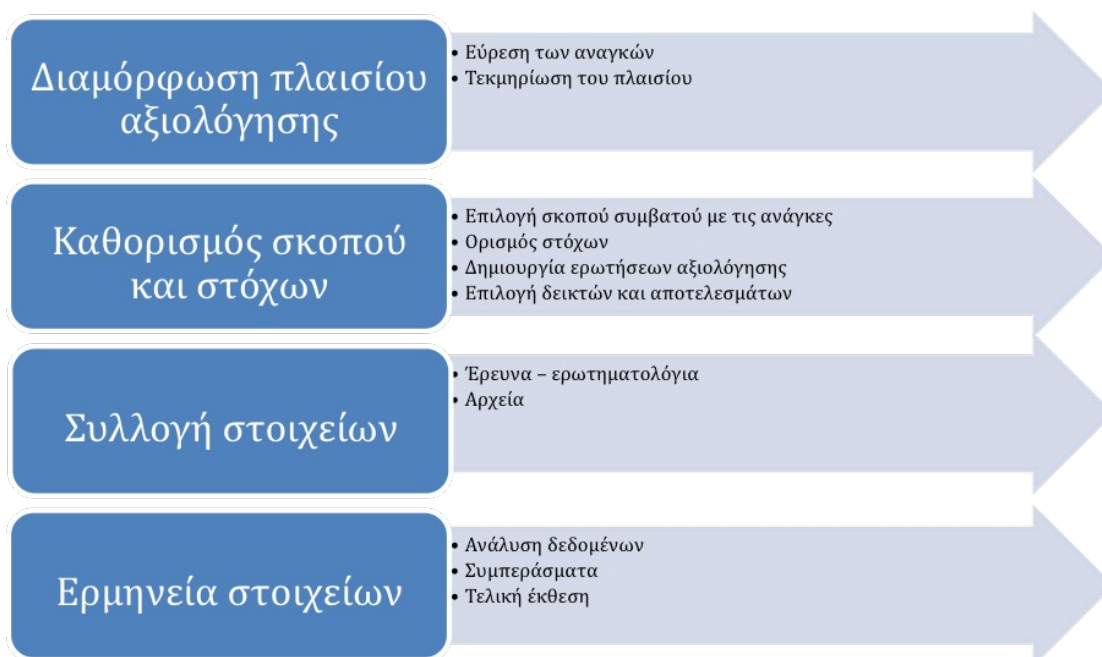 Διαμόρφωση πλαισίου
αξιολόγησης
• Εύρεση των αναγκών
• Τεκμηρίωση του πλαισίου
Καθορισμός σκοπού
και στόχων
• Επιλογή σκοπού συμβατού με τις ανάγκες
• Ορισμός στόχων
• Δημιουργία ερωτήσεων αξιολόγησης
• Επιλογή δεικτών και αποτελεσμάτων
Συλλογή στοιχείων
• Έρευνα – ερωτηματολόγια
• Αρχεία
Ερμηνεία στοιχείων
• Ανάλυση δεδομένων
• Συμπεράσματα
• Τελική έκθεση